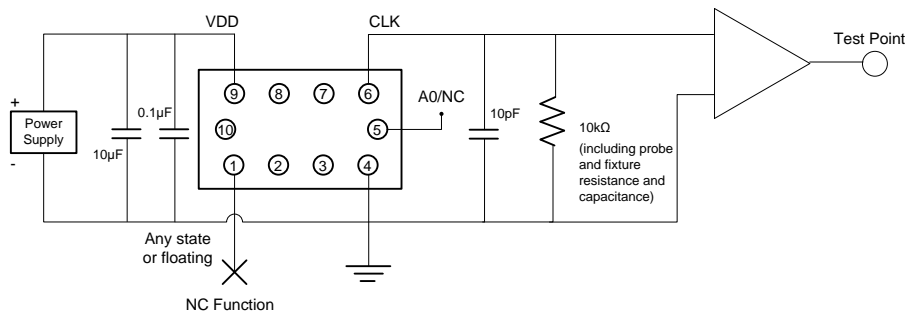 VDD
CLK
Test Point
+
Power
Supply
-
10µF
0.1µF
9
8
7
6
10
5
1
2
3
4
A0/NC
10pF
10kΩ
(including probe
and fixture
resistance and
capacitance)
Any state
or floating
NC Function